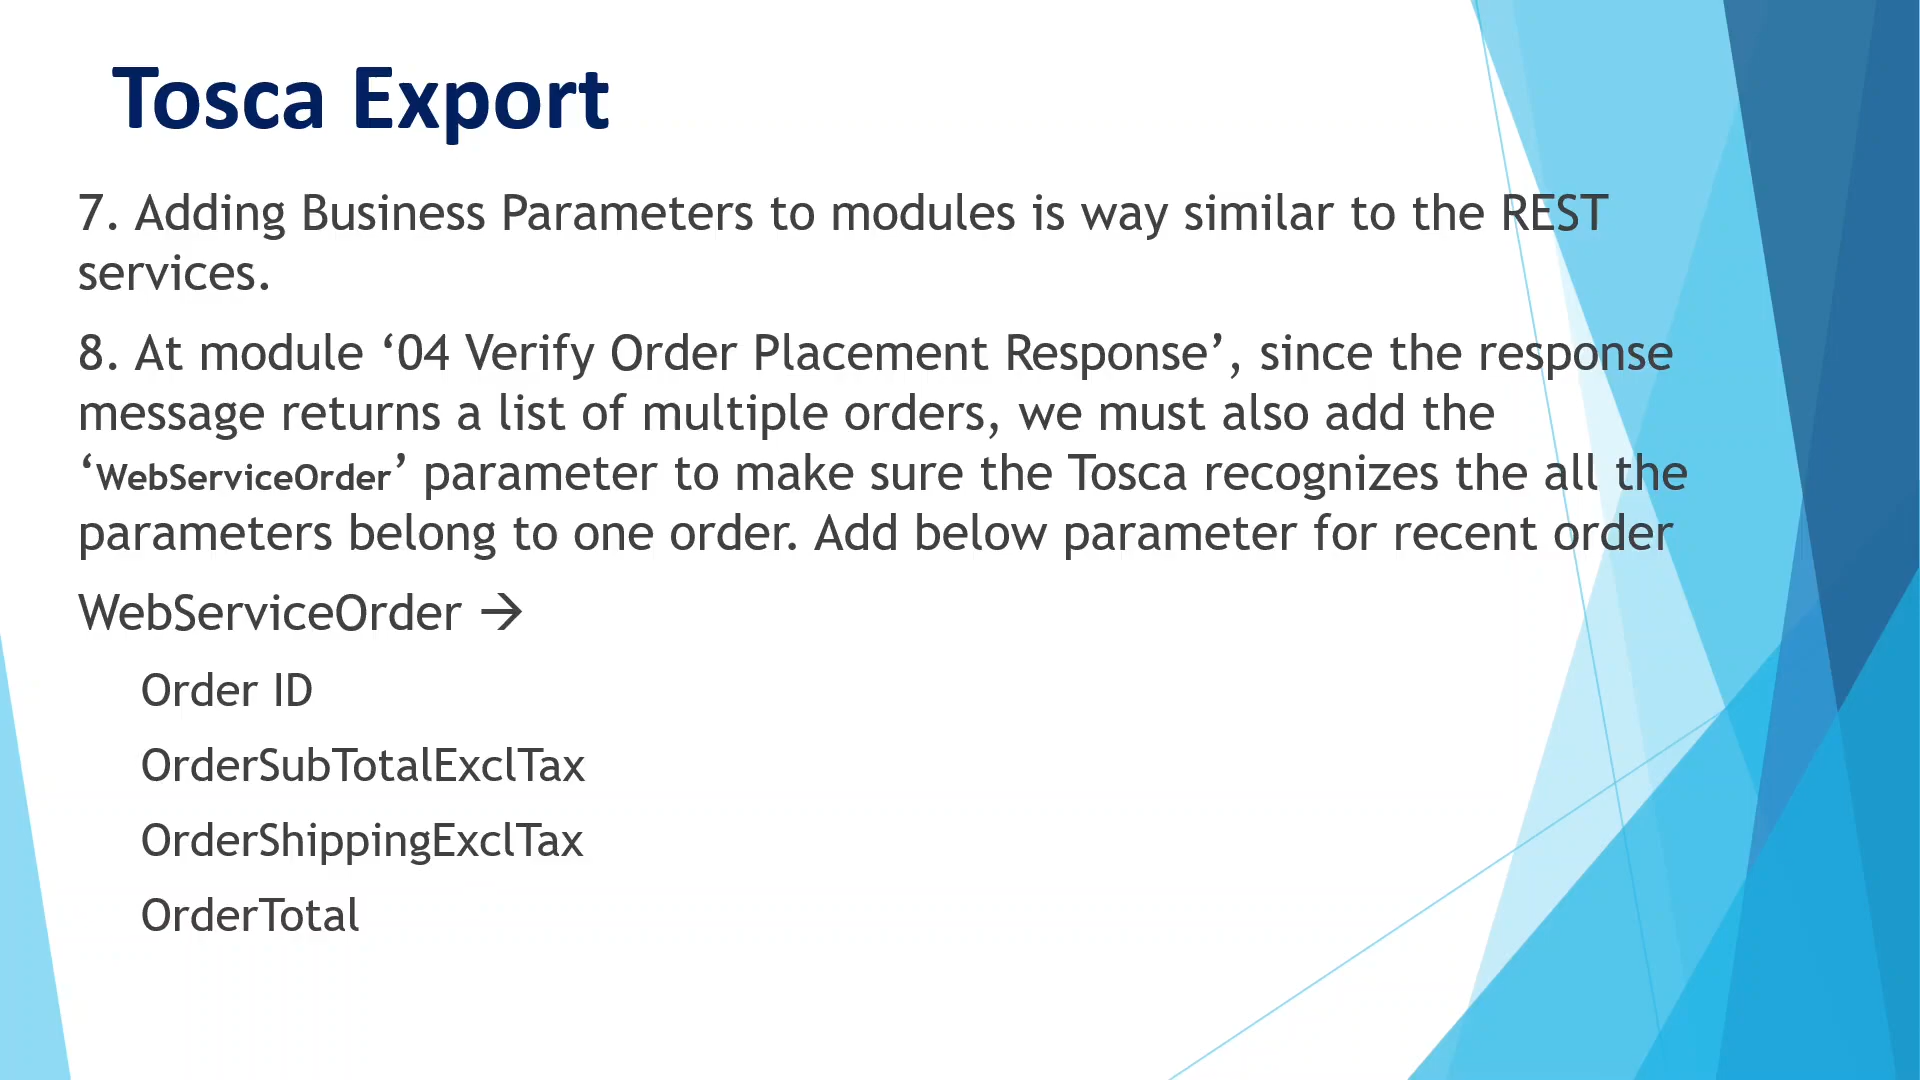 Tosca Export
7. Adding Business Parameters to modules is way similar to the REST
services.
8. At module ‘04 Verify Order Placement Response’, since the response
message returns a list of multiple orders, we must also add the
‘WebServiceOrder’ parameter to make sure the Tosca recognizes the all the
parameters belong to one order. Add below parameter for recent order
WebServiceOrder →
Order ID
OrderSubTotalExclTax
OrderShippingExclTax
OrderTotal